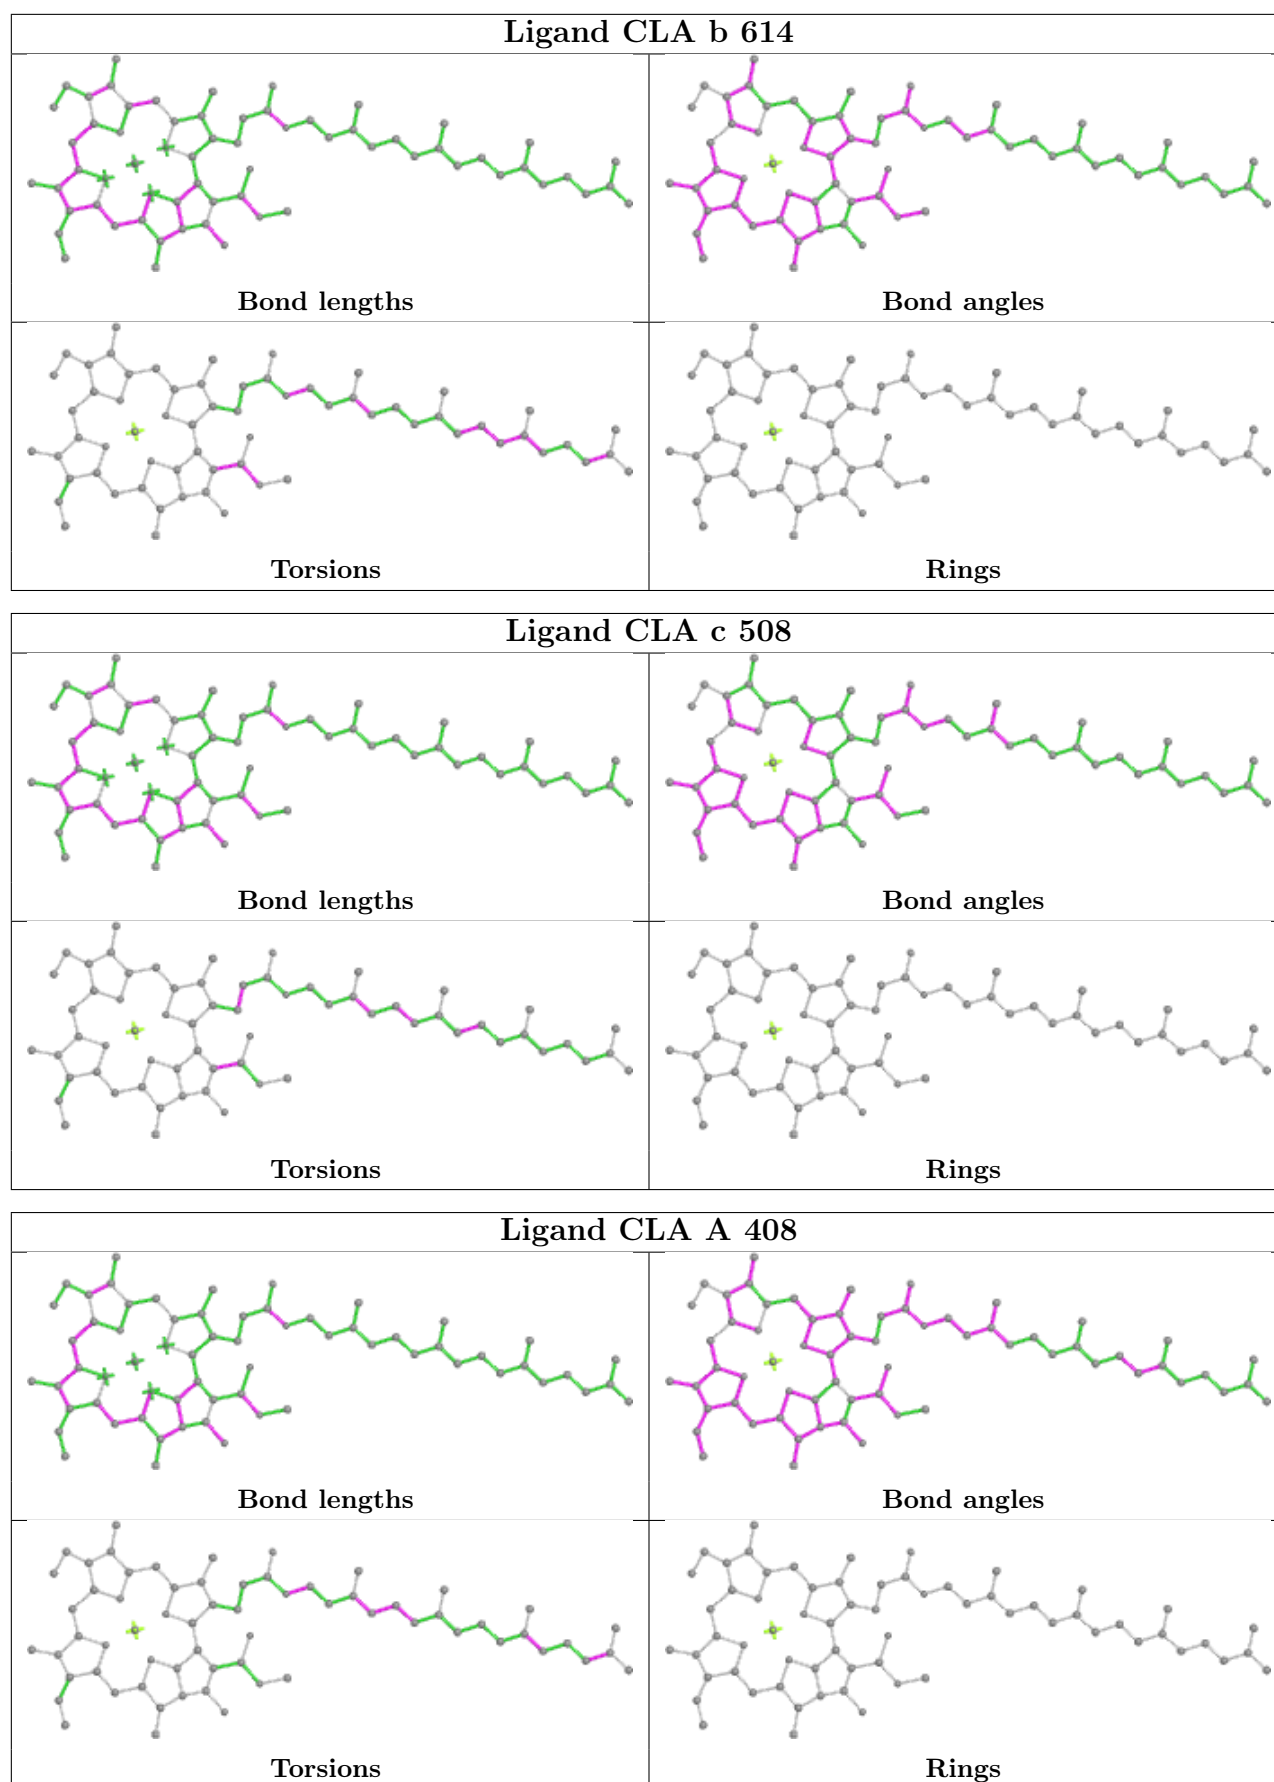 Ligand CLA b 614
Bond lengths
Bond angles
Torsions
Rings
Ligand CLA c 508
Bond lengths
Bond angles
Torsions
Rings
Ligand CLA A 408
Bond lengths
Bond angles
Torsions
Rings